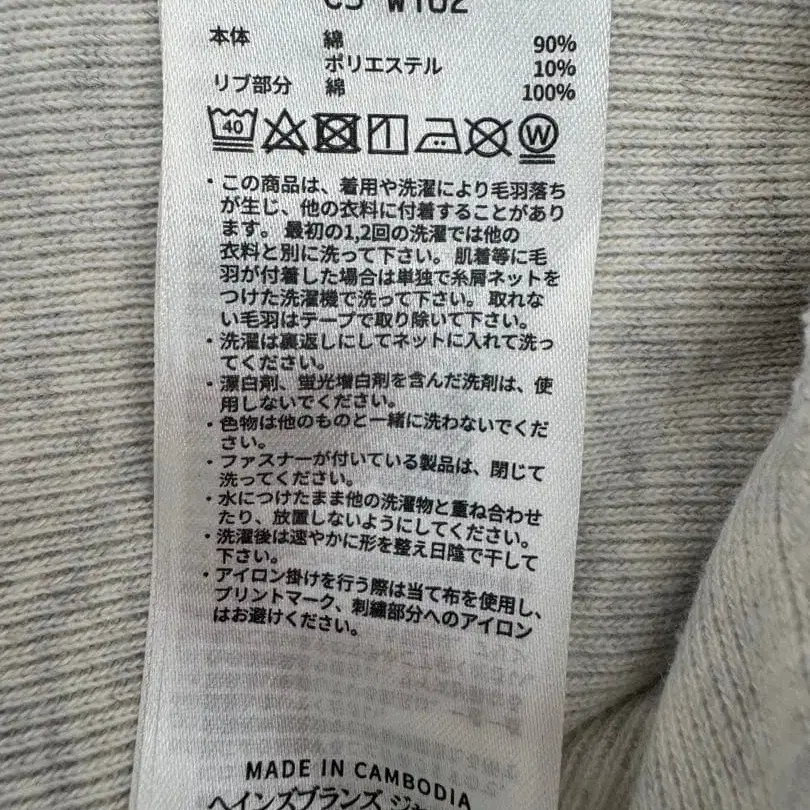 C5-W102
本体 綿 90%
ポリエステル 10%
リブ部分 綿 100%
40
W
・この商品は、着用や洗濯により毛羽落ち
が生じ、他の衣料に付着することがあり
ます。最初の1,2回の洗濯では他の
衣料と別に洗って下さい。肌着等に毛
羽が付着した場合は単独で糸屑ネットを
つけた洗濯機で洗って下さい。取れな
い毛羽はテープで取り除いて下さい。
・洗濯は裏返しにしてネットに入れて洗っ
てください。
・漂白剤、蛍光増白剤を含んだ洗剤は、使
用しないでください。
・色物は他のものと一緒に洗わないでくだ
さい。
・ファスナーが付いている製品は、閉じて
洗ってください。
・水につけたまま他の洗濯物と重ね合わせ
たり、放置しないようにしてください。
・洗濯後は速やかに形を整え日陰で干して
下さい。
・アイロン掛けを行う際は当て布を使用し、
プリントマーク、刺繍部分へのアイロン
はお避けください。
MADE IN CAMBODIA
ヘインズブランズ ジャ